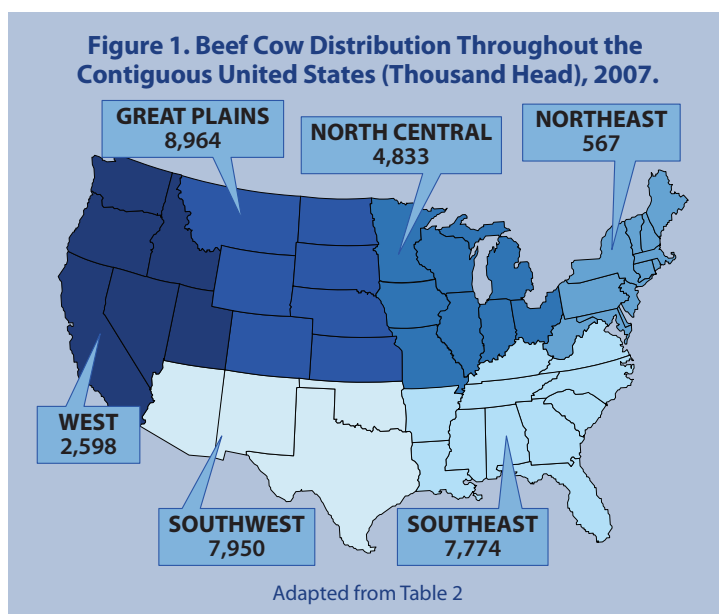 Figure 1. Beef Cow Distribution Throughout the
Contiguous United States (Thousand Head), 2007.
GREAT PLAINS
8,964
NORTH CENTRAL
4,833
NORTHEAST
567
WEST
2,598
SOUTHWEST
7,950
SOUTHEAST
7,774
Adapted from Table 2